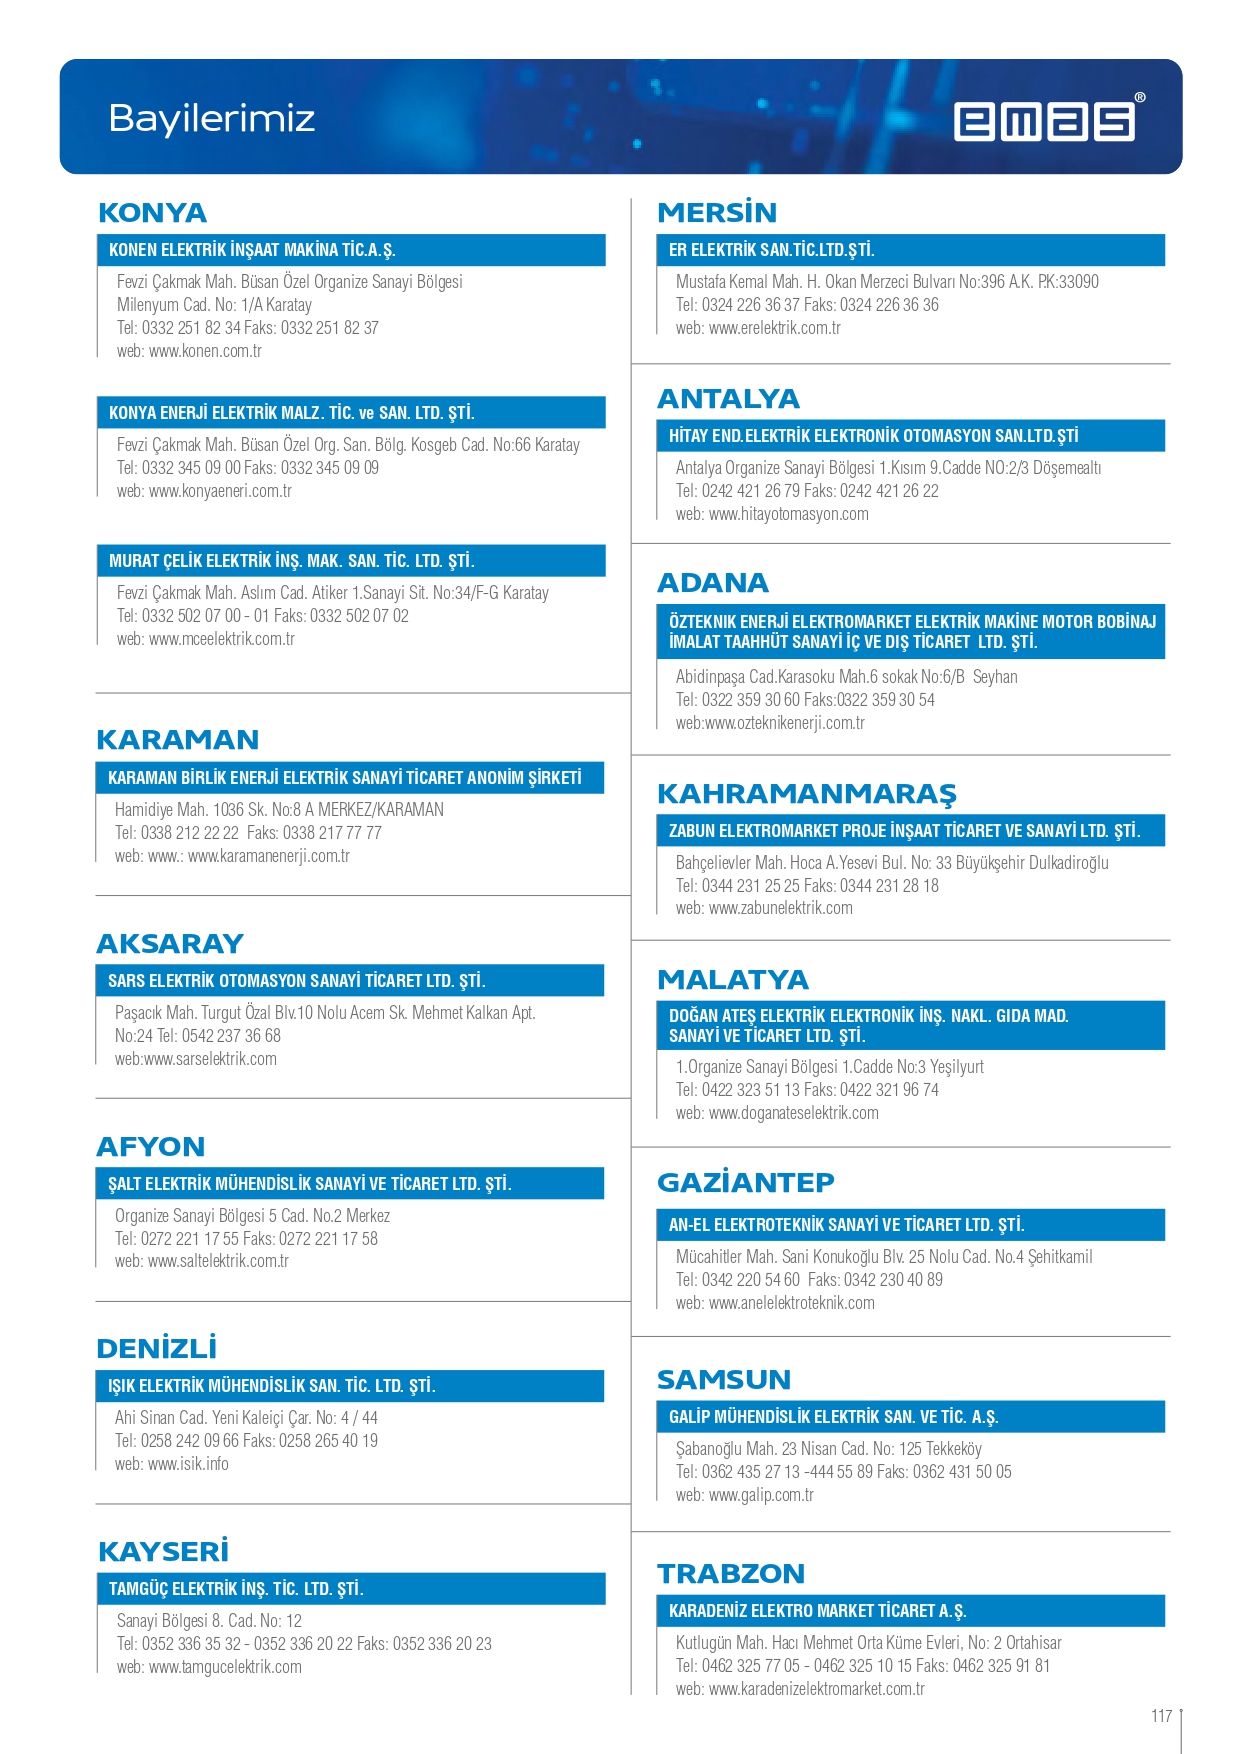 Bayilerimiz
emas®
KONYA
KONEN ELEKTRİK İNŞAAT MAKİNA TİC.A.Ş.
Fevzi Çakmak Mah. Büsan Özel Organize Sanayi Bölgesi
Milenyum Cad. No: 1/A Karatay
Tel: 0332 251 82 34 Faks: 0332 251 82 37
web: www.konen.com.tr
KONYA ENERJİ ELEKTRİK MALZ. TİC. ve SAN. LTD. ŞTİ.
Fevzi Çakmak Mah. Büsan Özel Org. San. Bölg. Kosgeb Cad. No:66 Karatay
Tel: 0332 345 09 00 Faks: 0332 345 09 09
web: www.konyaeneri.com.tr
MURAT ÇELİK ELEKTRİK İNŞ. MAK. SAN. TİC. LTD. ŞTİ.
Fevzi Çakmak Mah. Aslım Cad. Atiker 1.Sanayi Sit. No:34/F-G Karatay
Tel: 0332 502 07 00 - 01 Faks: 0332 502 07 02
web: www.mceelektrik.com.tr
KARAMAN
KARAMAN BİRLİK ENERJİ ELEKTRİK SANAYİ TİCARET ANONİM ŞİRKETİ
Hamidiye Mah. 1036 Sk. No:8 A MERKEZ/KARAMAN
Tel: 0338 212 22 22 Faks: 0338 217 77 77
web: www.: www.karamanenerji.com.tr
AKSARAY
SARS ELEKTRİK OTOMASYON SANAYİ TİCARET LTD. ŞTİ.
Paşacık Mah. Turgut Özal Blv.10 Nolu Acem Sk. Mehmet Kalkan Apt.
No:24 Tel: 0542 237 36 68
web:www.sarselektrik.com
AFYON
ŞALT ELEKTRİK MÜHENDİSLİK SANAYİ VE TİCARET LTD. ŞTİ.
Organize Sanayi Bölgesi 5 Cad. No.2 Merkez
Tel: 0272 221 17 55 Faks: 0272 221 17 58
web: www.saltelektrik.com.tr
DENİZLİ
IŞIK ELEKTRİK MÜHENDİSLİK SAN. TİC. LTD. ŞTİ.
Ahi Sinan Cad. Yeni Kaleiçi Çar. No: 4 / 44
Tel: 0258 242 09 66 Faks: 0258 265 40 19
web: www.isik.info
KAYSERİ
TAMGÜÇ ELEKTRİK İNŞ. TİC. LTD. ŞTİ.
Sanayi Bölgesi 8. Cad. No: 12
Tel: 0352 336 35 32 - 0352 336 20 22 Faks: 0352 336 20 23
web: www.tamgucelektrik.com
MERSİN
ER ELEKTRİK SAN.TİC.LTD.ŞTİ.
Mustafa Kemal Mah. H. Okan Merzeci Bulvarı No:396 A.K. P.K:33090
Tel: 0324 226 36 37 Faks: 0324 226 36 36
web: www.erelektrik.com.tr
ANTALYA
HİTAY END.ELEKTRİK ELEKTRONİK OTOMASYON SAN.LTD.ŞTİ
Antalya Organize Sanayi Bölgesi 1.Kısım 9.Cadde NO:2/3 Döşemealtı
Tel: 0242 421 26 79 Faks: 0242 421 26 22
web: www.hitayotomasyon.com
ADANA
ÖZTEKNIK ENERJİ ELEKTROMARKET ELEKTRİK MAKİNE MOTOR BOBİNAJ
İMALAT TAAHHÜT SANAYİ İÇ VE DIŞ TİCARET LTD. ŞTİ.
Abidinpaşa Cad.Karasoku Mah.6 sokak No:6/B Seyhan
Tel: 0322 359 30 60 Faks:0322 359 30 54
web:www.ozteknikenerji.com.tr
KAHRAMANMARAŞ
ZABUN ELEKTROMARKET PROJE İNŞAAT TİCARET VE SANAYİ LTD. ŞTİ.
Bahçelievler Mah. Hoca A.Yesevi Bul. No: 33 Büyükşehir Dulkadiroğlu
Tel: 0344 231 25 25 Faks: 0344 231 28 18
web: www.zabunelektrik.com
MALATYA
DOĞAN ATEŞ ELEKTRİK ELEKTRONİK İNŞ. NAKL. GIDA MAD.
SANAYİ VE TİCARET LTD. ŞTİ.
1.Organize Sanayi Bölgesi 1.Cadde No:3 Yeşilyurt
Tel: 0422 323 51 13 Faks: 0422 321 96 74
web: www.doganateselektrik.com
GAZİANTEP
AN-EL ELEKTROTEKNİK SANAYİ VE TİCARET LTD. ŞTİ.
Mücahitler Mah. Sani Konukoğlu Blv. 25 Nolu Cad. No.4 Şehitkamil
Tel: 0342 220 54 60 Faks: 0342 230 40 89
web: www.anelelektroteknik.com
SAMSUN
GALİP MÜHENDİSLİK ELEKTRİK SAN. VE TİC. A.Ş.
Şabanoğlu Mah. 23 Nisan Cad. No: 125 Tekkeköy
Tel: 0362 435 27 13 -444 55 89 Faks: 0362 431 50 05
web: www.galip.com.tr
TRABZON
KARADENİZ ELEKTRO MARKET TİCARET A.Ş.
Kutlugün Mah. Hacı Mehmet Orta Küme Evleri, No: 2 Ortahisar
Tel: 0462 325 77 05 - 0462 325 10 15 Faks: 0462 325 91 81
web: www.karadenizelektromarket.com.tr
117